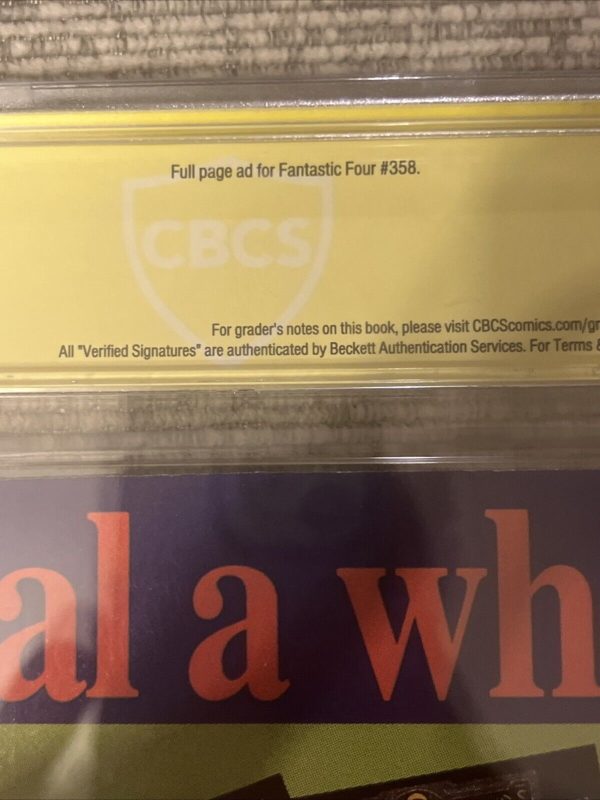 Full page ad for Fantastic Four #358.
CBCS
For grader's notes on this book, please visit CBCScomics.com/gr
All "Verified Signatures" are authenticated by Beckett Authentication Services. For Terms &
al a wh